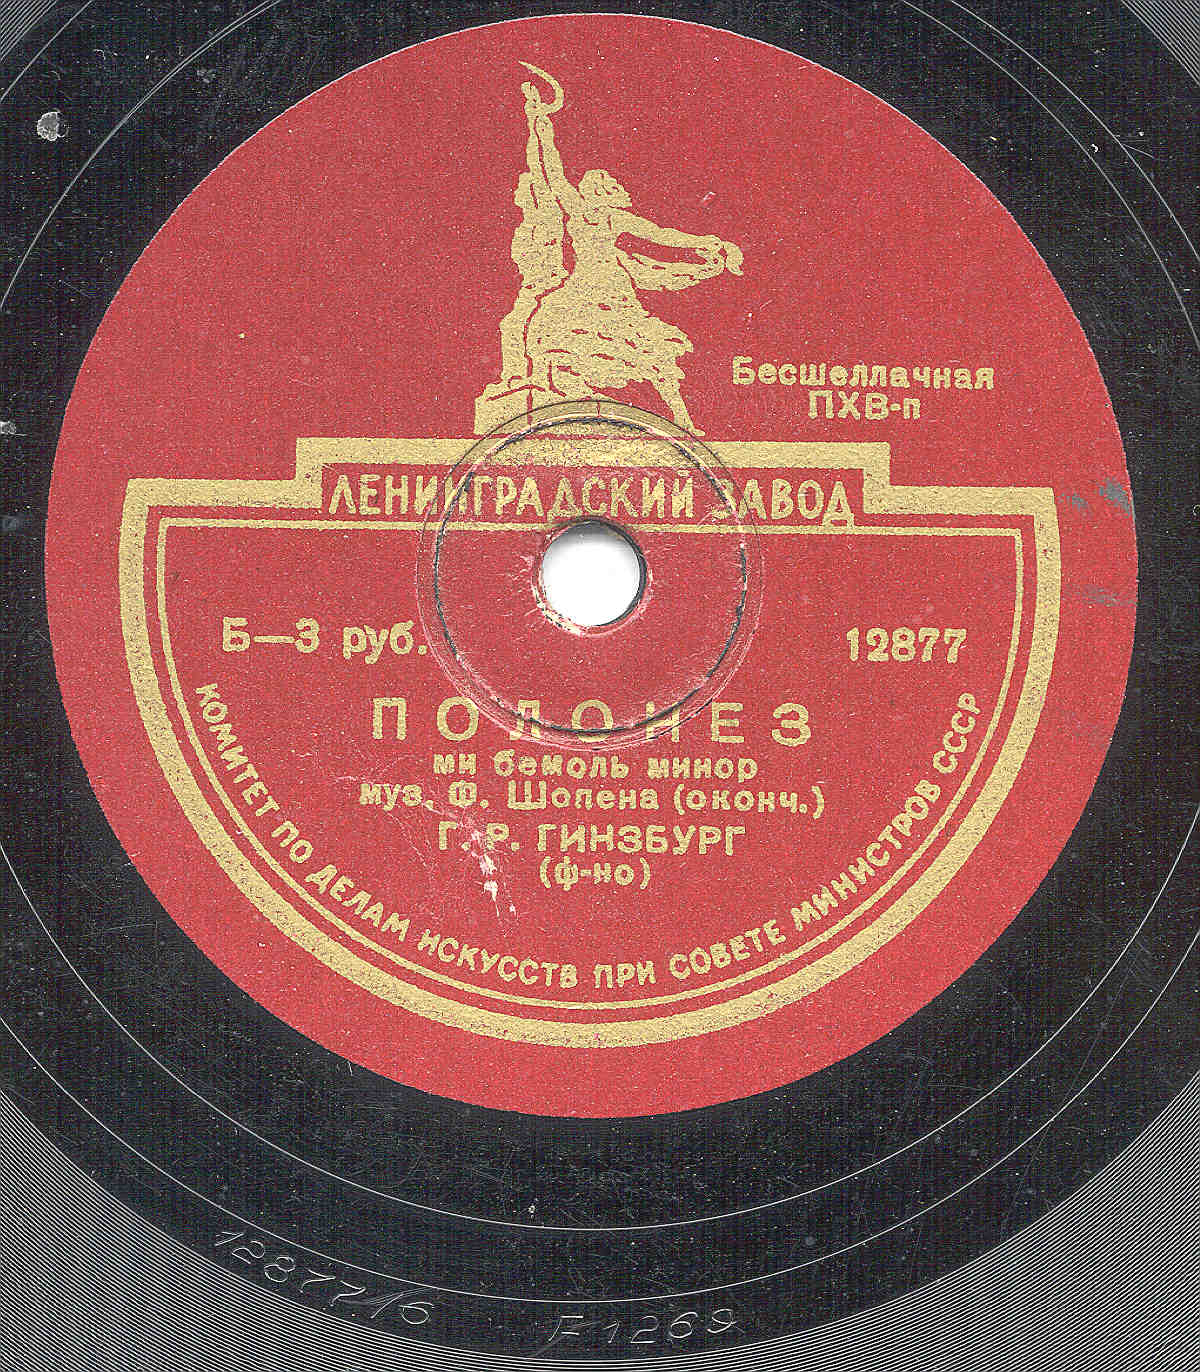 Бесшеллачная
ПХВ-п
ЛЕНИНГРАДСКИЙ ЗАВОД
Б—3 руб.
12877
ПОЛОНЕЗ
ми бемоль минор
муз. Ф. Шопена (оконч.)
Г. Р. ГИНЗБУРГ
(ф-но)
КОМИТЕТ ПО ДЕЛАМ ИСКУССТВ ПРИ СОВЕТЕ МИНИСТРОВ СССР
12877/6
F 1269